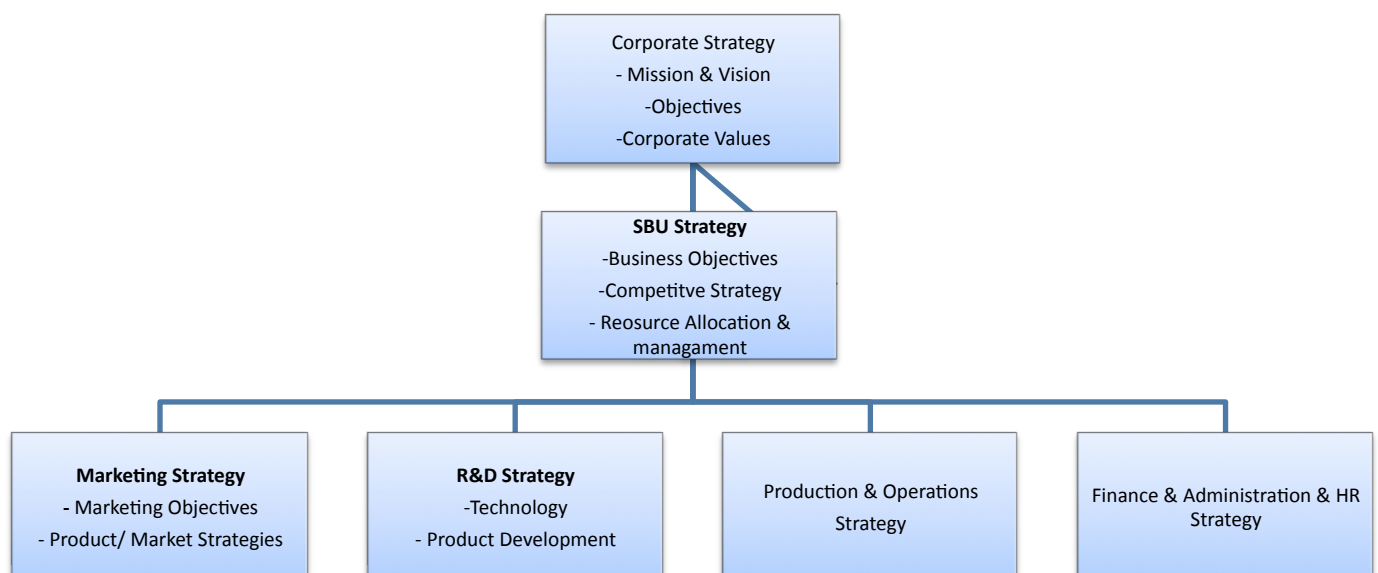 Corporate Strategy
- Mission & Vision
-Objectives
-Corporate Values
SBU Strategy
-Business Objectives
-Competitve Strategy
- Reosurce Allocation &
managament
Marketing Strategy
- Marketing Objectives
- Product/ Market Strategies
R&D Strategy
-Technology
- Product Development
Production & Operations
Strategy
Finance & Administration & HR
Strategy